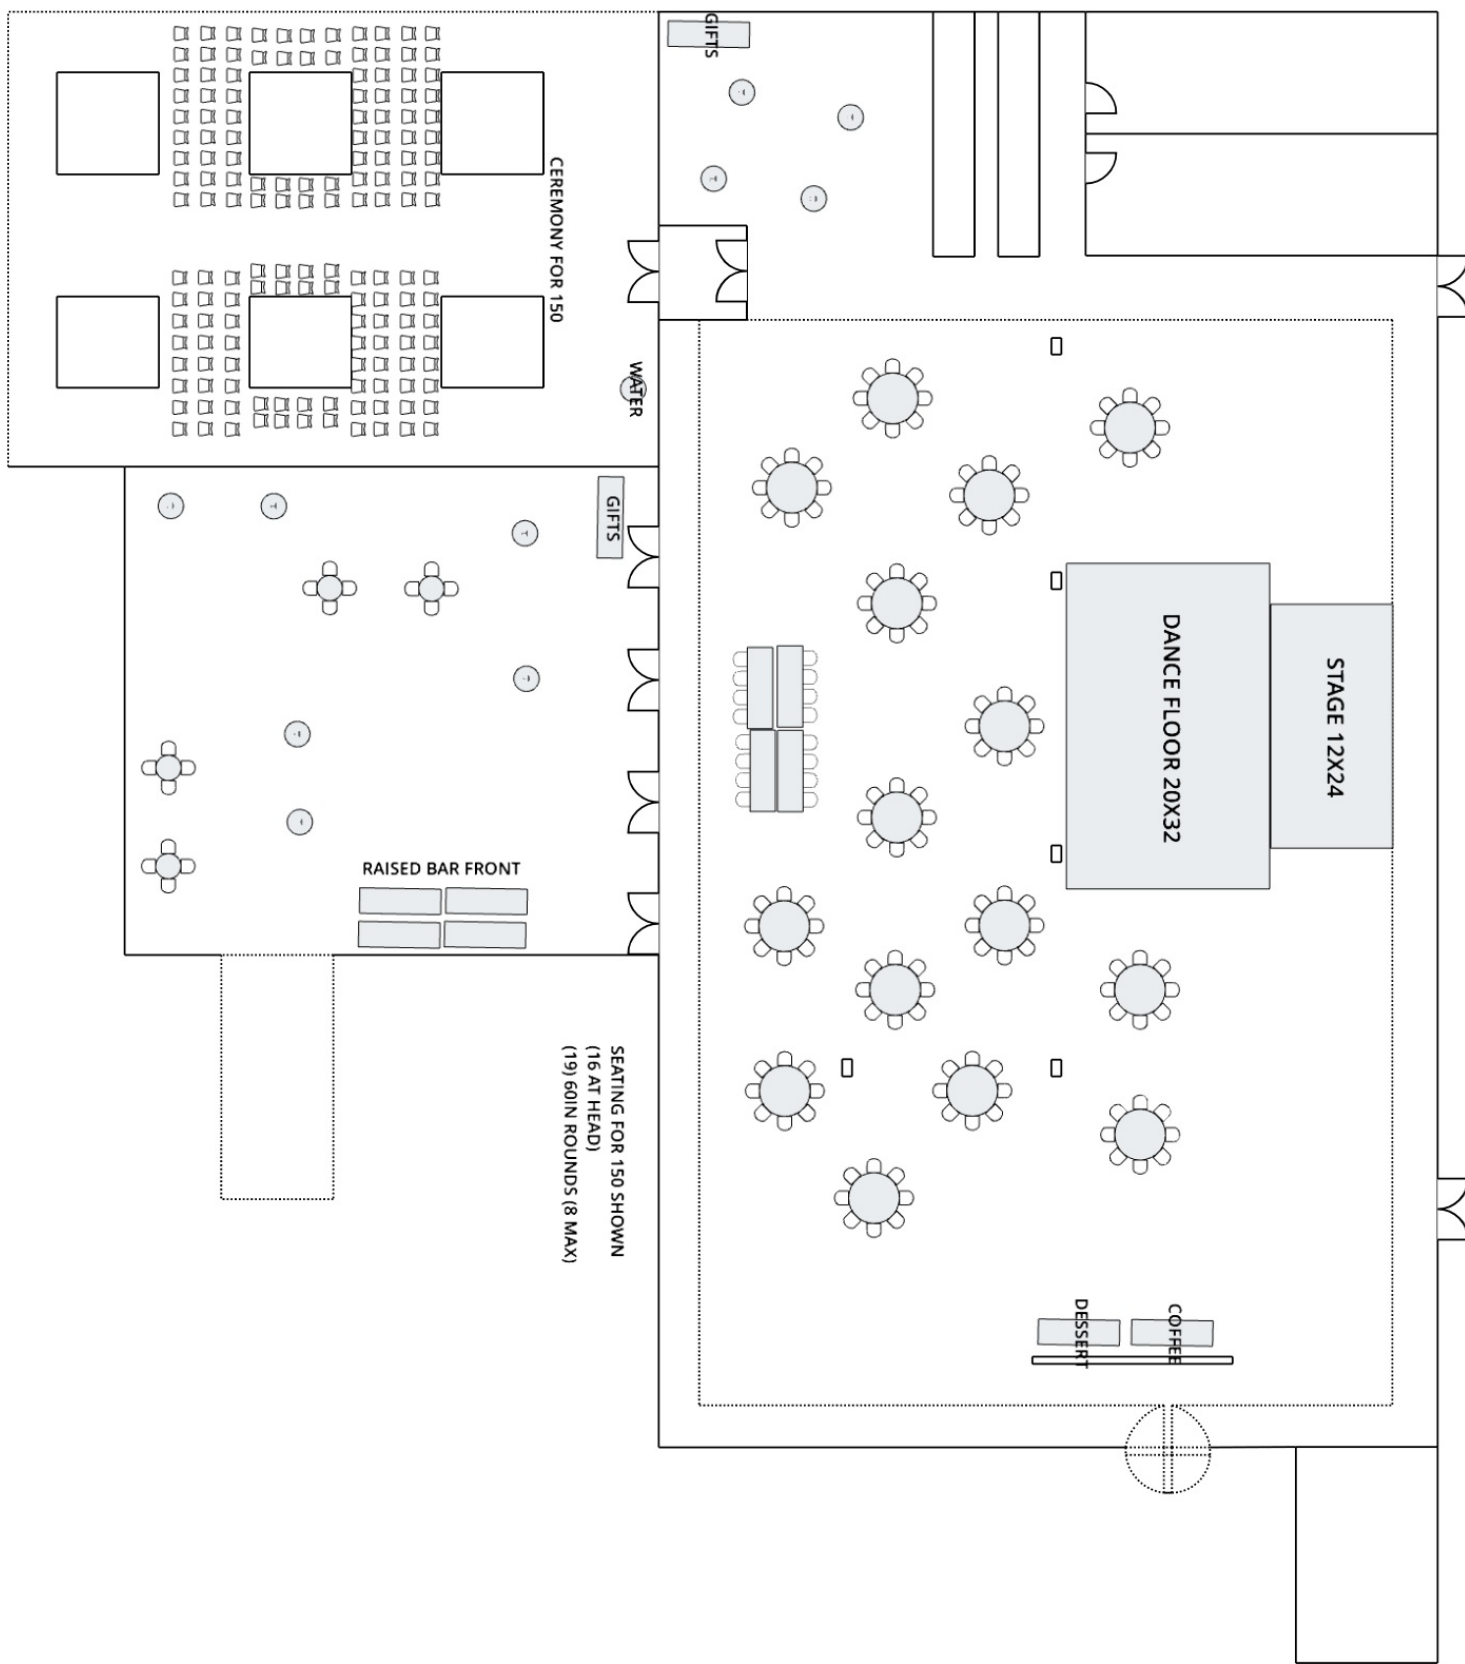 GIFTS
CEREMONY FOR 150
WATER
GIFTS
DANCE FLOOR 20X32
STAGE 12X24
RAISED BAR FRONT
SEATING FOR 150 SHOWN
(16 AT HEAD)
(19) 60IN ROUNDS (8 MAX)
DESSERT
COFFEE